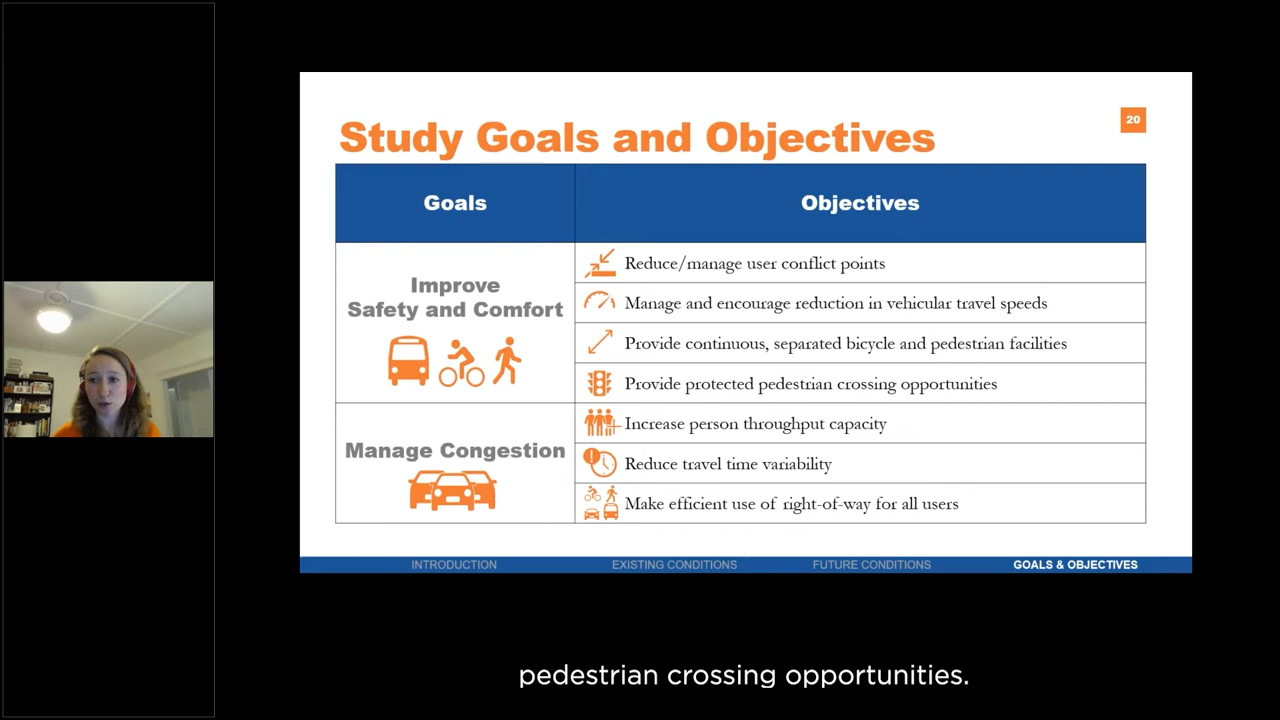 Study Goals and Objectives
20
Goals
Objectives
Improve
Safety and Comfort
Reduce/manage user conflict points
Manage and encourage reduction in vehicular travel speeds
Provide continuous, separated bicycle and pedestrian facilities
Provide protected pedestrian crossing opportunities
Manage Congestion
Increase person throughput capacity
Reduce travel time variability
Make efficient use of right-of-way for all users
INTRODUCTION
EXISTING CONDITIONS
FUTURE CONDITIONS
GOALS & OBJECTIVES
pedestrian crossing opportunities.